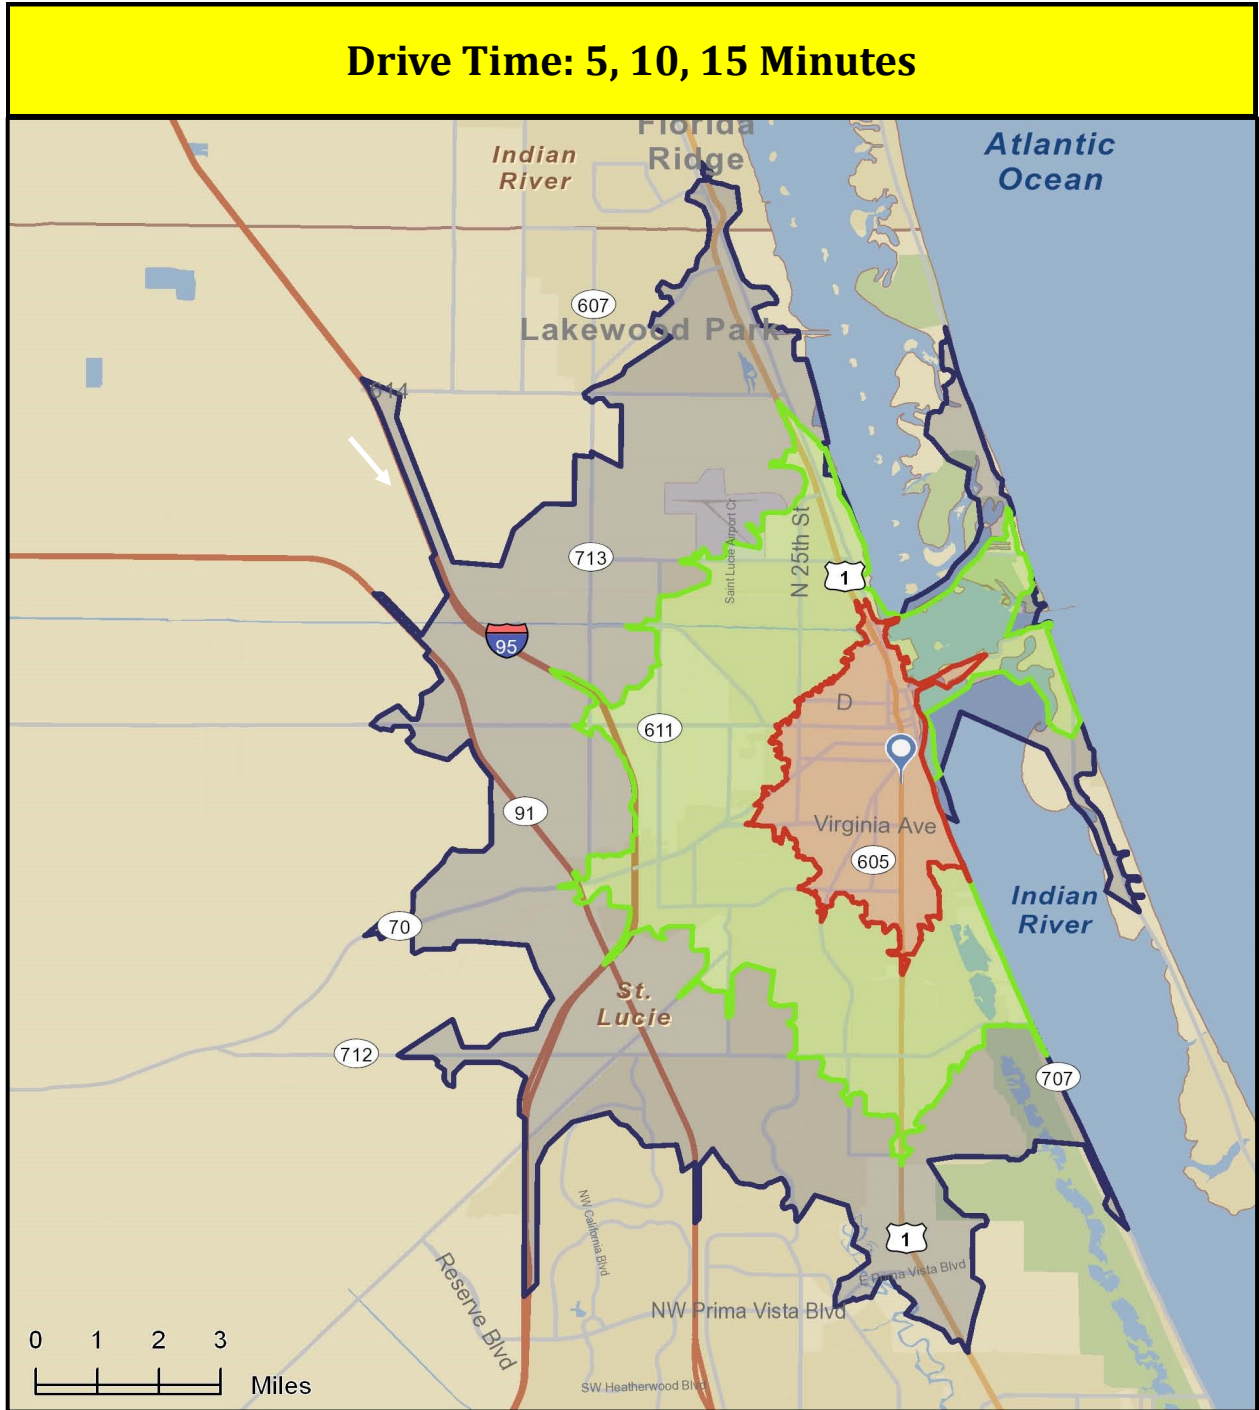 Drive Time: 5, 10, 15 Minutes
Florida
Ridge
Indian
River
Atlantic
Ocean
607
Lakewood Park
614
713
Saint Lucie Airport Cr
N 25th St
1
95
D
611
91
Virginia Ave
605
70
Indian
River
St.
Lucie
712
707
NW California Blvd
1
E Prima Vista Blvd
Reserve Blvd
NW Prima Vista Blvd
0 1 2 3
Miles
SW Heatherwood Blvd